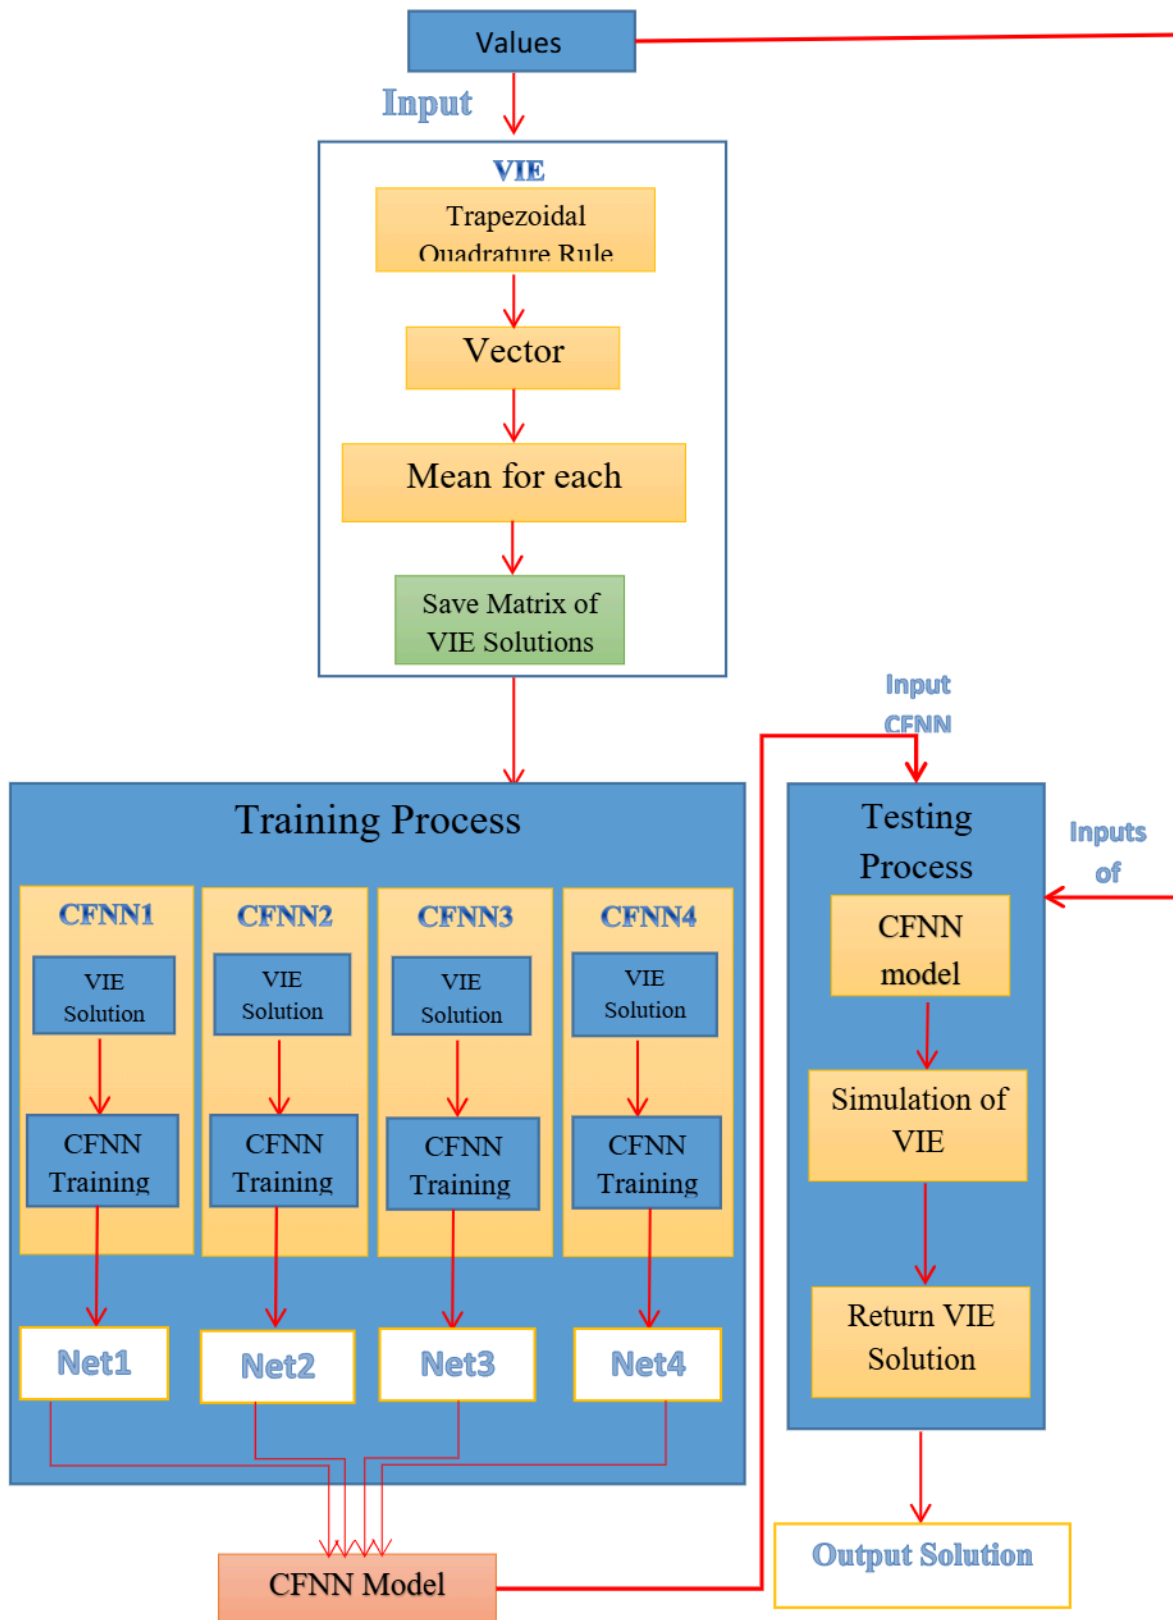 Values
Input
VIE
Trapezoidal
Quadrature Rule
Vector
Mean for each
Save Matrix of
VIE Solutions
Input
CFNN
Training Process
CFNN1
VIE
Solution
CFNN
Training
Net1
CFNN2
VIE
Solution
CFNN
Training
Net2
CFNN3
VIE
Solution
CFNN
Training
Net3
CFNN4
VIE
Solution
CFNN
Training
Net4
CFNN Model
Testing
Process
Inputs
of
CFNN
model
Simulation of
VIE
Return VIE
Solution
Output Solution